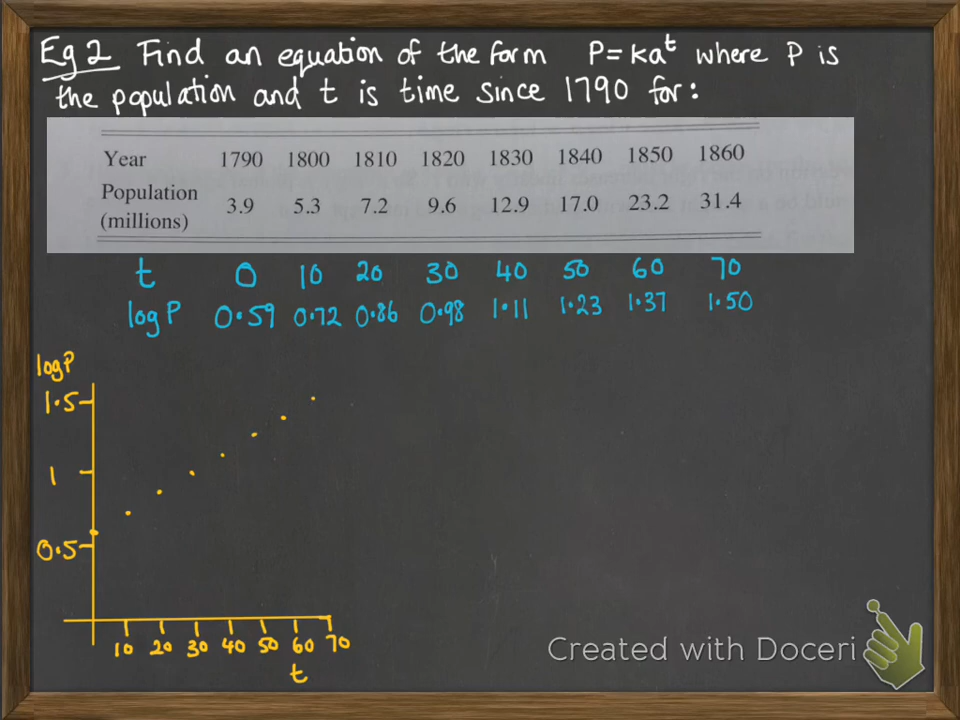 Eg 2 Find an equation of the form P=ka^t where P is
the population and t is time since 1790 for:
Year 1790 1800 1810 1820 1830 1840 1850 1860
Population (millions) 3.9 5.3 7.2 9.6 12.9 17.0 23.2 31.4
t 0 10 20 30 40 50 60 70
log P 0.59 0.72 0.86 0.98 1.11 1.23 1.37 1.50
log P
1.5
1
0.5
10 20 30 40 50 60 70
t
Created with Doceri